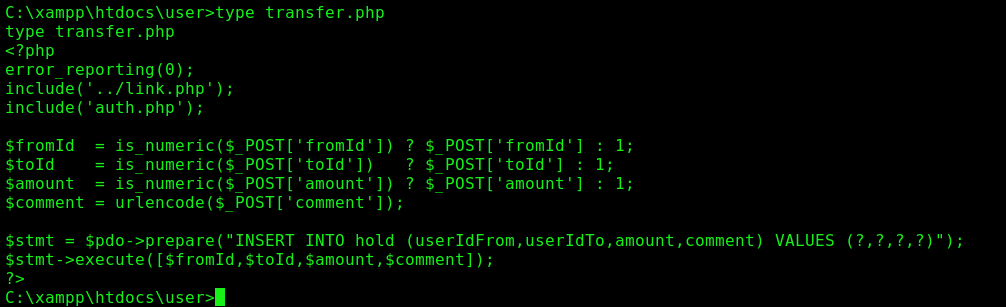 C:\xampp\htdocs\user>type transfer.php
type transfer.php
<?php
error_reporting(0);
include('../link.php');
include('auth.php');

$fromId  = is_numeric($_POST['fromId']) ? $_POST['fromId'] : 1;
$toId    = is_numeric($_POST['toId'])   ? $_POST['toId'] : 1;
$amount  = is_numeric($_POST['amount']) ? $_POST['amount'] : 1;
$comment = urlencode($_POST['comment']);

$stmt = $pdo->prepare("INSERT INTO hold (userIdFrom,userIdTo,amount,comment) VALUES (?,?,?,?)");
$stmt->execute([$fromId,$toId,$amount,$comment]);
?>
C:\xampp\htdocs\user>